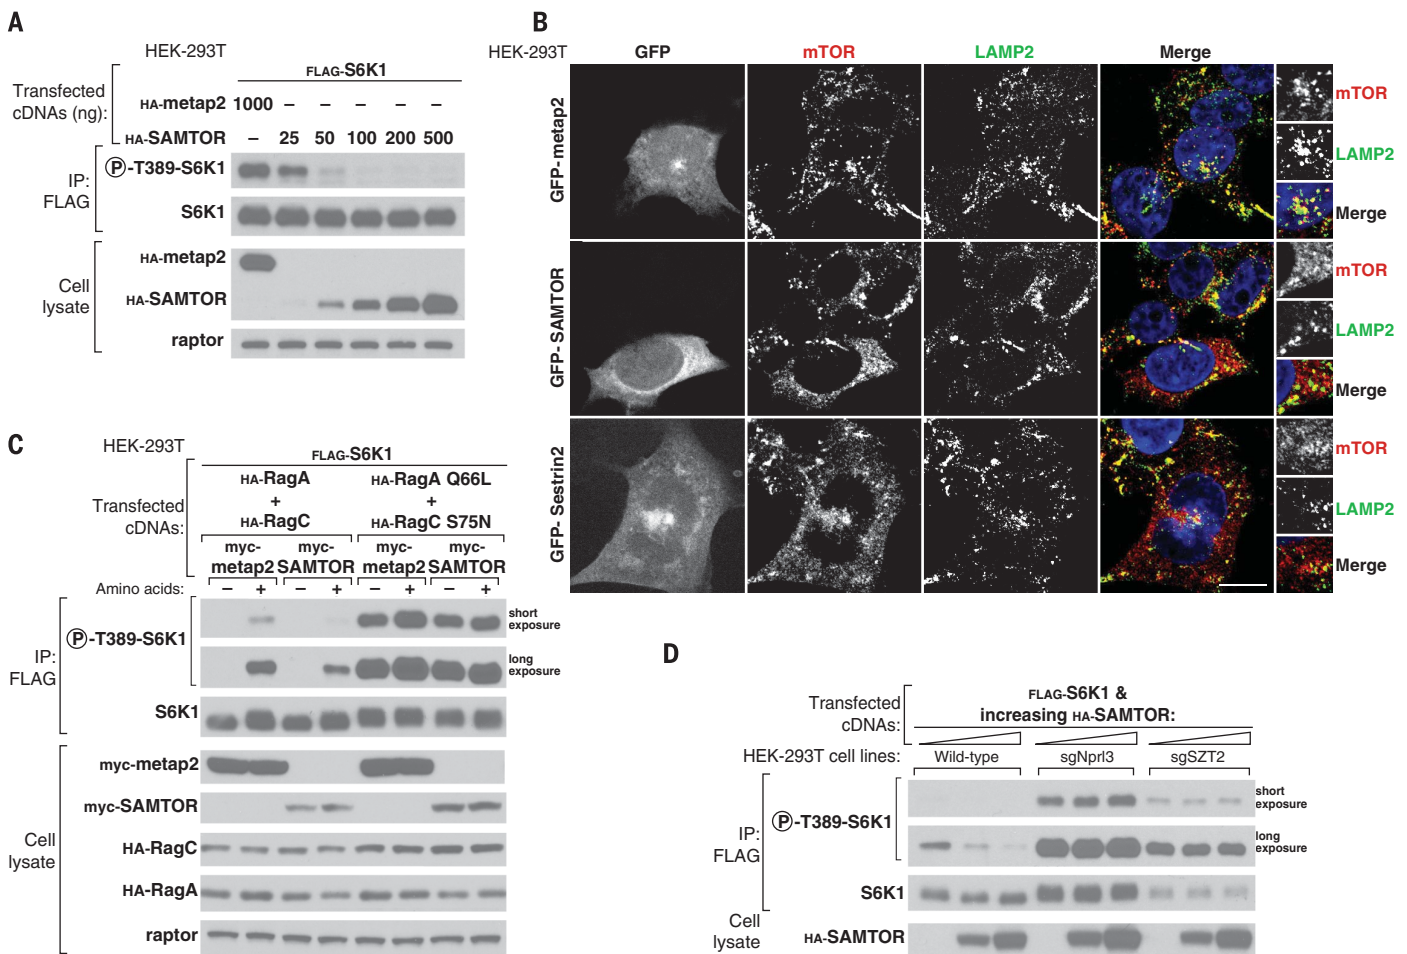 A
HEK-293T
FLAG-S6K1
Transfected
cDNAs (ng):
HA-metap2 1000 – – – – –
HA-SAMTOR – 25 50 100 200 500
IP:
FLAG
P-T389-S6K1
S6K1
Cell
lysate
HA-metap2
HA-SAMTOR
raptor
B
HEK-293T GFP mTOR LAMP2 Merge
GFP-metap2
mTOR
LAMP2
Merge
GFP- SAMTOR
mTOR
LAMP2
Merge
GFP- Sestrin2
mTOR
LAMP2
Merge
C
HEK-293T
FLAG-S6K1
Transfected
cDNAs:
HA-RagA
+
HA-RagC
HA-RagA Q66L
+
HA-RagC S75N
myc-
metap2
myc-
SAMTOR
myc-
metap2
myc-
SAMTOR
Amino acids: – + – + – + – +
IP:
FLAG
P-T389-S6K1
short
exposure
long
exposure
S6K1
Cell
lysate
myc-metap2
myc-SAMTOR
HA-RagC
HA-RagA
raptor
D
Transfected
cDNAs:
FLAG-S6K1 &
increasing HA-SAMTOR:
HEK-293T cell lines: Wild-type sgNprl3 sgSZT2
IP:
FLAG
P-T389-S6K1
short
exposure
long
exposure
S6K1
Cell
lysate
HA-SAMTOR